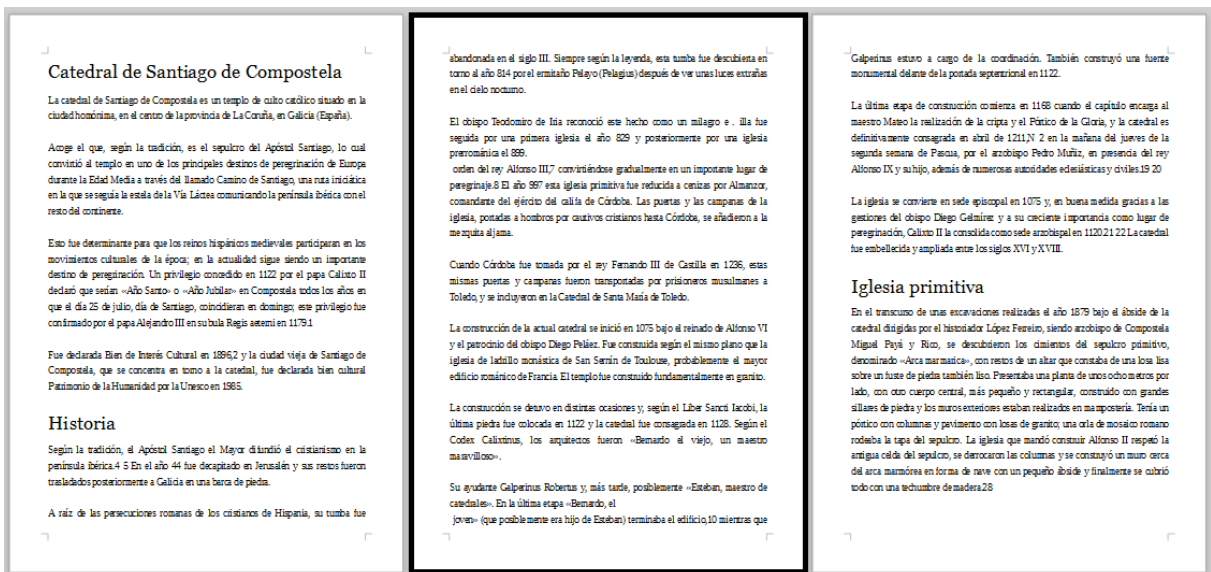 Catedral de Santiago de Compostela
La catedral de Santiago de Compostela es un templo de culto católico situado en la
ciudad homónima, en el centro de la provincia de La Coruña, en Galicia (España).
Acoge el que, según la tradición, es el sepulcro del Apóstol Santiago, lo cual
convirtió al templo en uno de los principales destinos de peregrinación de Europa
durante la Edad Media a través del llamado Camino de Santiago, una ruta iniciática
en la que se seguía la estela de la Vía Láctea comunicando la península ibérica con el
resto del continente.
Esto fue determinante para que los reinos hispánicos medievales participaran en los
movimientos culturales de la época; en la actualidad sigue siendo un importante
destino de peregrinación. Un privilegio concedido en 1122 por el papa Calixto II
declaró que serían «Año Santo» o «Año Jubilar» en Compostela todos los años en
que el día 25 de julio, día de Santiago, coincidieran en domingo; este privilegio fue
confirmado por el papa Alejandro III en su bula Regis aeterni en 1179.1
Fue declarada Bien de Interés Cultural en 1896,2 y la ciudad vieja de Santiago de
Compostela, que se concentra en torno a la catedral, fue declarada bien cultural
Patrimonio de la Humanidad por la Unesco en 1985.
Historia
Según la tradición, el Apóstol Santiago el Mayor difundió el cristianismo en la
península ibérica.4 5 En el año 44 fue decapitado en Jerusalén y sus restos fueron
trasladados posteriormente a Galicia en una barca de piedra.
A raíz de las persecuciones romanas de los cristianos de Hispania, su tumba fue
abandonada en el siglo III. Siempre según la leyenda, esta tumba fue descubierta en
torno al año 814 por el ermitaño Pelayo (Pelagius) después de ver unas luces extrañas
en el cielo nocturno.
El obispo Teodomiro de Iria reconoció este hecho como un milagro e . illa fue
seguida por una primera iglesia el año 829 y posteriormente por una iglesia
prerrománica el 899.
orden del rey Alfonso III,7 convirtiéndose gradualmente en un importante lugar de
peregrinaje.8 El año 997 esta iglesia primitiva fue reducida a cenizas por Almanzor,
comandante del ejército del califa de Córdoba. Las puertas y las campanas de la
iglesia, portadas a hombros por cautivos cristianos hasta Córdoba, se añadieron a la
mezquita aljama.
Cuando Córdoba fue tomada por el rey Fernando III de Castilla en 1236, estas
mismas puertas y campanas fueron transportadas por prisioneros musulmanes a
Toledo, y se incluyeron en la Catedral de Santa María de Toledo.
La construcción de la actual catedral se inició en 1075 bajo el reinado de Alfonso VI
y el patrocinio del obispo Diego Peláez. Fue construida según el mismo plano que la
iglesia de ladrillo monástica de San Sernín de Toulouse, probablemente el mayor
edificio románico de Francia. El templo fue construido fundamentalmente en granito.
La construcción se detuvo en distintas ocasiones y, según el Liber Sancti Iacobi, la
última piedra fue colocada en 1122 y la catedral fue consagrada en 1128. Según el
Codex Calixtinus, los arquitectos fueron «Bernardo el viejo, un maestro
maravilloso».
Su ayudante Galperinus Robertus y, más tarde, posiblemente «Esteban, maestro de
catedrales». En la última etapa «Bernardo, el
joven» (que posiblemente era hijo de Esteban) terminaba el edificio,10 mientras que
Galperinus estuvo a cargo de la coordinación. También construyó una fuente
monumental delante de la portada septentrional en 1122.
La última etapa de construcción comienza en 1168 cuando el capítulo encarga al
maestro Mateo la realización de la cripta y el Pórtico de la Gloria, y la catedral es
definitivamente consagrada en abril de 1211,N 2 en la mañana del jueves de la
segunda semana de Pascua, por el arzobispo Pedro Muñiz, en presencia del rey
Alfonso IX y su hijo, además de numerosas autoridades eclesiásticas y civiles.19 20
La iglesia se convierte en sede episcopal en 1075 y, en buena medida gracias a las
gestiones del obispo Diego Gelmírez y a su creciente importancia como lugar de
peregrinación, Calixto II la consolida como sede arzobispal en 1120.21 22 La catedral
fue embellecida y ampliada entre los siglos XVI y XVIII.
Iglesia primitiva
En el transcurso de unas excavaciones realizadas el año 1879 bajo el ábside de la
catedral dirigidas por el historiador López Ferreiro, siendo arzobispo de Compostela
Miguel Payá y Rico, se descubrieron los cimientos del sepulcro primitivo,
denominado «Arca marmarica», con restos de un altar que constaba de una losa lisa
sobre un fuste de piedra también liso. Presentaba una planta de unos ocho metros por
lado, con otro cuerpo central, más pequeño y rectangular, construido con grandes
sillares de piedra y los muros exteriores estaban realizados en mampostería. Tenía un
pórtico con columnas y pavimento con losas de granito; una orla de mosaico romano
rodeaba la tapa del sepulcro. La iglesia que mandó construir Alfonso II respetó la
antigua celda del sepulcro, se derrocaron las columnas y se construyó un muro cerca
del arca marmórea en forma de nave con un pequeño ábside y finalmente se cubrió
todo con una techumbre de madera.28